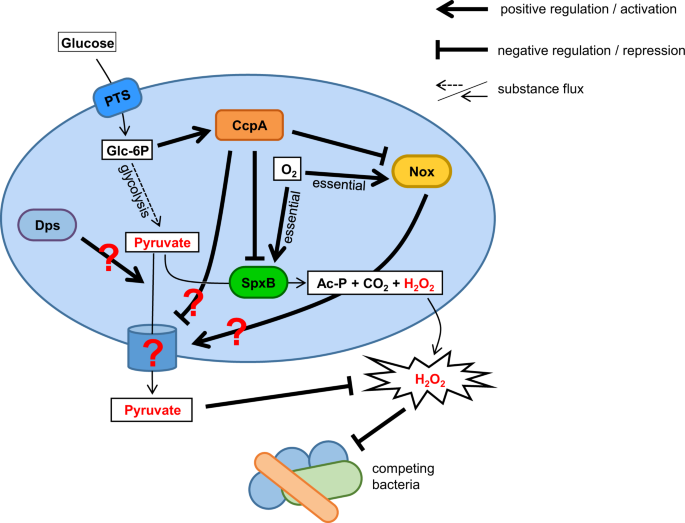 positive regulation / activation
Glucose
negative regulation / repression
substance flux
PTS
CcpA
Glc-6P
O₂
essential
Nox
glycolysis
essential
Dps
Pyruvate
?
SpxB
Ac-P + CO₂ + H₂O₂
?
?
?
H₂O₂
Pyruvate
competing
bacteria